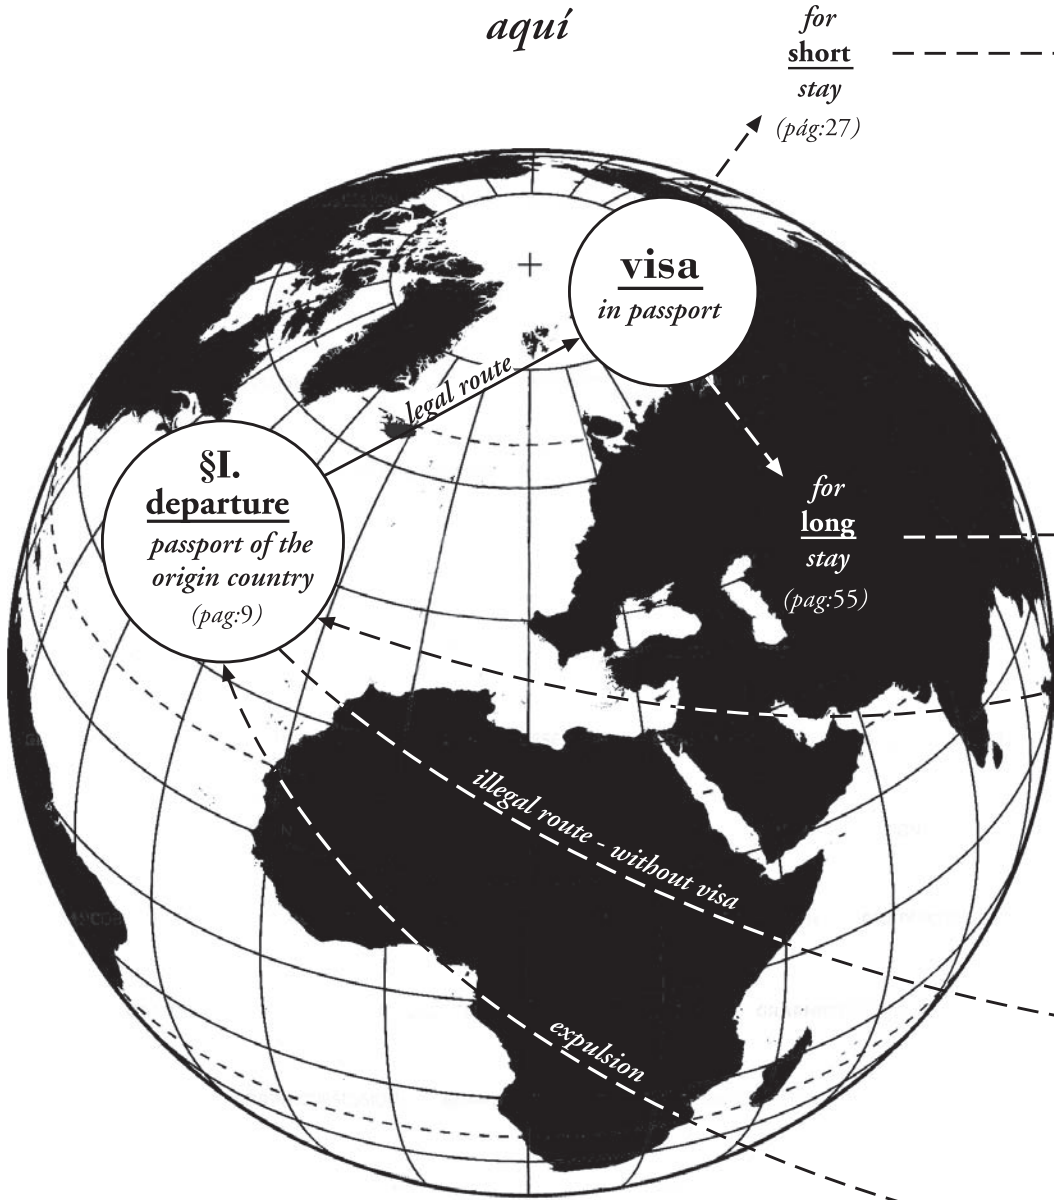 aquí
for
short
stay
(pág:27)
visa
in passport
legal route
§I.
departure
passport of the
origin country
(pag:9)
for
long
stay
(pag:55)
illegal route - without visa
expulsion